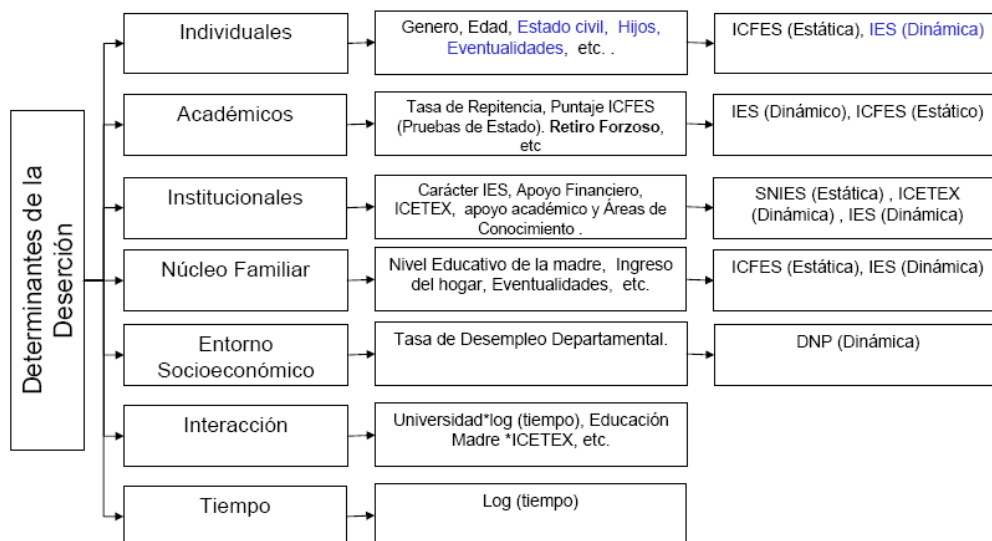 Determinantes de la
Deserción
Individuales
Genero, Edad, Estado civil, Hijos,
Eventualidades, etc. .
ICFES (Estática), IES (Dinámica)
Académicos
Tasa de Repitencia, Puntaje ICFES
(Pruebas de Estado). Retiro Forzoso,
etc
IES (Dinámico), ICFES (Estático)
Institucionales
Carácter IES, Apoyo Financiero,
ICETEX, apoyo académico y Áreas de
Conocimiento .
SNIES (Estática) , ICETEX
(Dinámica) , IES (Dinámica)
Núcleo Familiar
Nivel Educativo de la madre, Ingreso
del hogar, Eventualidades, etc.
ICFES (Estática), IES (Dinámica)
Entorno
Socioeconómico
Tasa de Desempleo Departamental.
DNP (Dinámica)
Interacción
Universidad*log (tiempo), Educación
Madre *ICETEX, etc.
Tiempo
Log (tiempo)